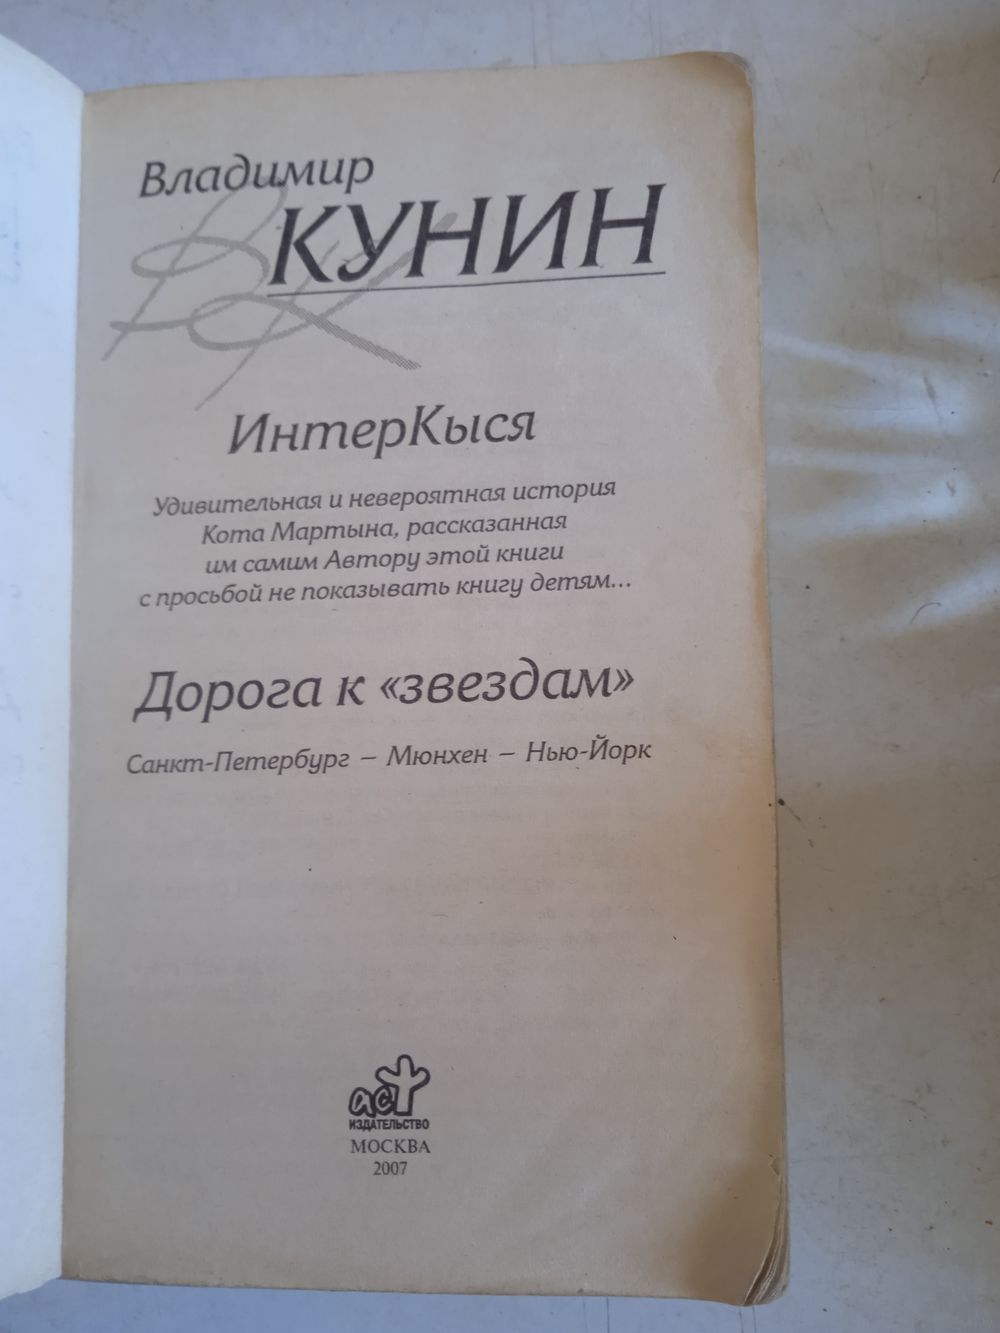 Владимир
КУНИН
ИнтерКыся
Удивительная и невероятная история
Кота Мартына, рассказанная
им самим Автору этой книги
с просьбой не показывать книгу детям...
Дорога к «звездам»
Санкт-Петербург – Мюнхен – Нью-Йорк
аст
ИЗДАТЕЛЬСТВО
МОСКВА
2007